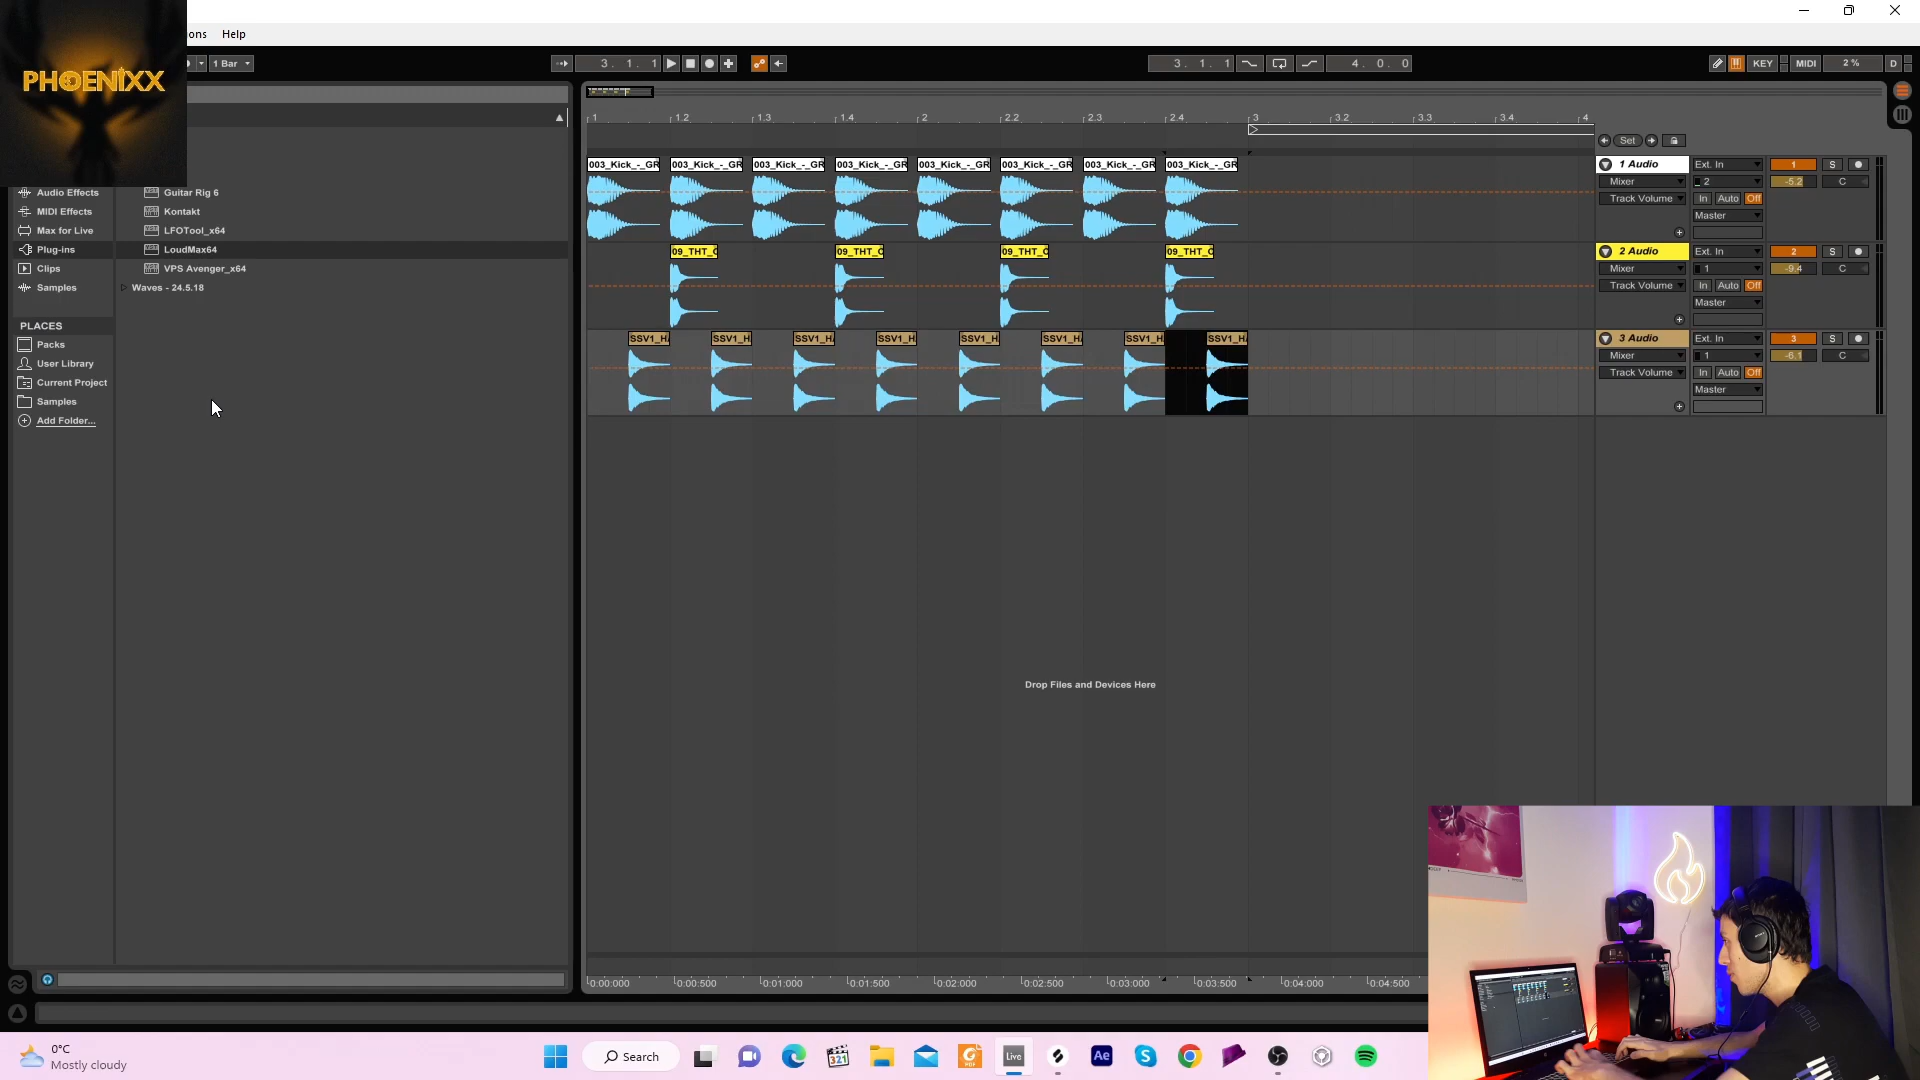 PHOENIXX
ons Help
1 Bar
3. 1. 1
3. 1. 1
4. 0. 0
KEY
MIDI
2 %
D
1 1.2 1.3 1.4 2 2.2 2.3 2.4 3 3.2 3.3 3.4 4
Set
Audio Effects
MIDI Effects
Max for Live
Plug-ins
Clips
Samples
PLACES
Packs
User Library
Current Project
Samples
Add Folder...
Guitar Rig 6
Kontakt
LFOTool_x64
LoudMax64
VPS Avenger_x64
Waves - 24.5.18
003_Kick_-_GR 003_Kick_-_GR 003_Kick_-_GR 003_Kick_-_GR 003_Kick_-_GR 003_Kick_-_GR 003_Kick_-_GR 003_Kick_-_GR
09_THT_C 09_THT_C 09_THT_C 09_THT_C
SSV1_HA SSV1_H SSV1_HA SSV1_H SSV1_H SSV1_HA SSV1_H SSV1_HA
1 Audio Ext. In 1 S
Mixer 2 -5.2 C
Track Volume In Auto Off
Master
2 Audio Ext. In 2 S
Mixer 1 -9.4 C
Track Volume In Auto Off
Master
3 Audio Ext. In 3 S
Mixer 1 -6.1 C
Track Volume In Auto Off
Master
Drop Files and Devices Here
0:00:000 0:00:500 0:01:000 0:01:500 0:02:000 0:02:500 0:03:000 0:03:500 0:04:000 0:04:500
0°C
Mostly cloudy
Search
321
Live
Ae